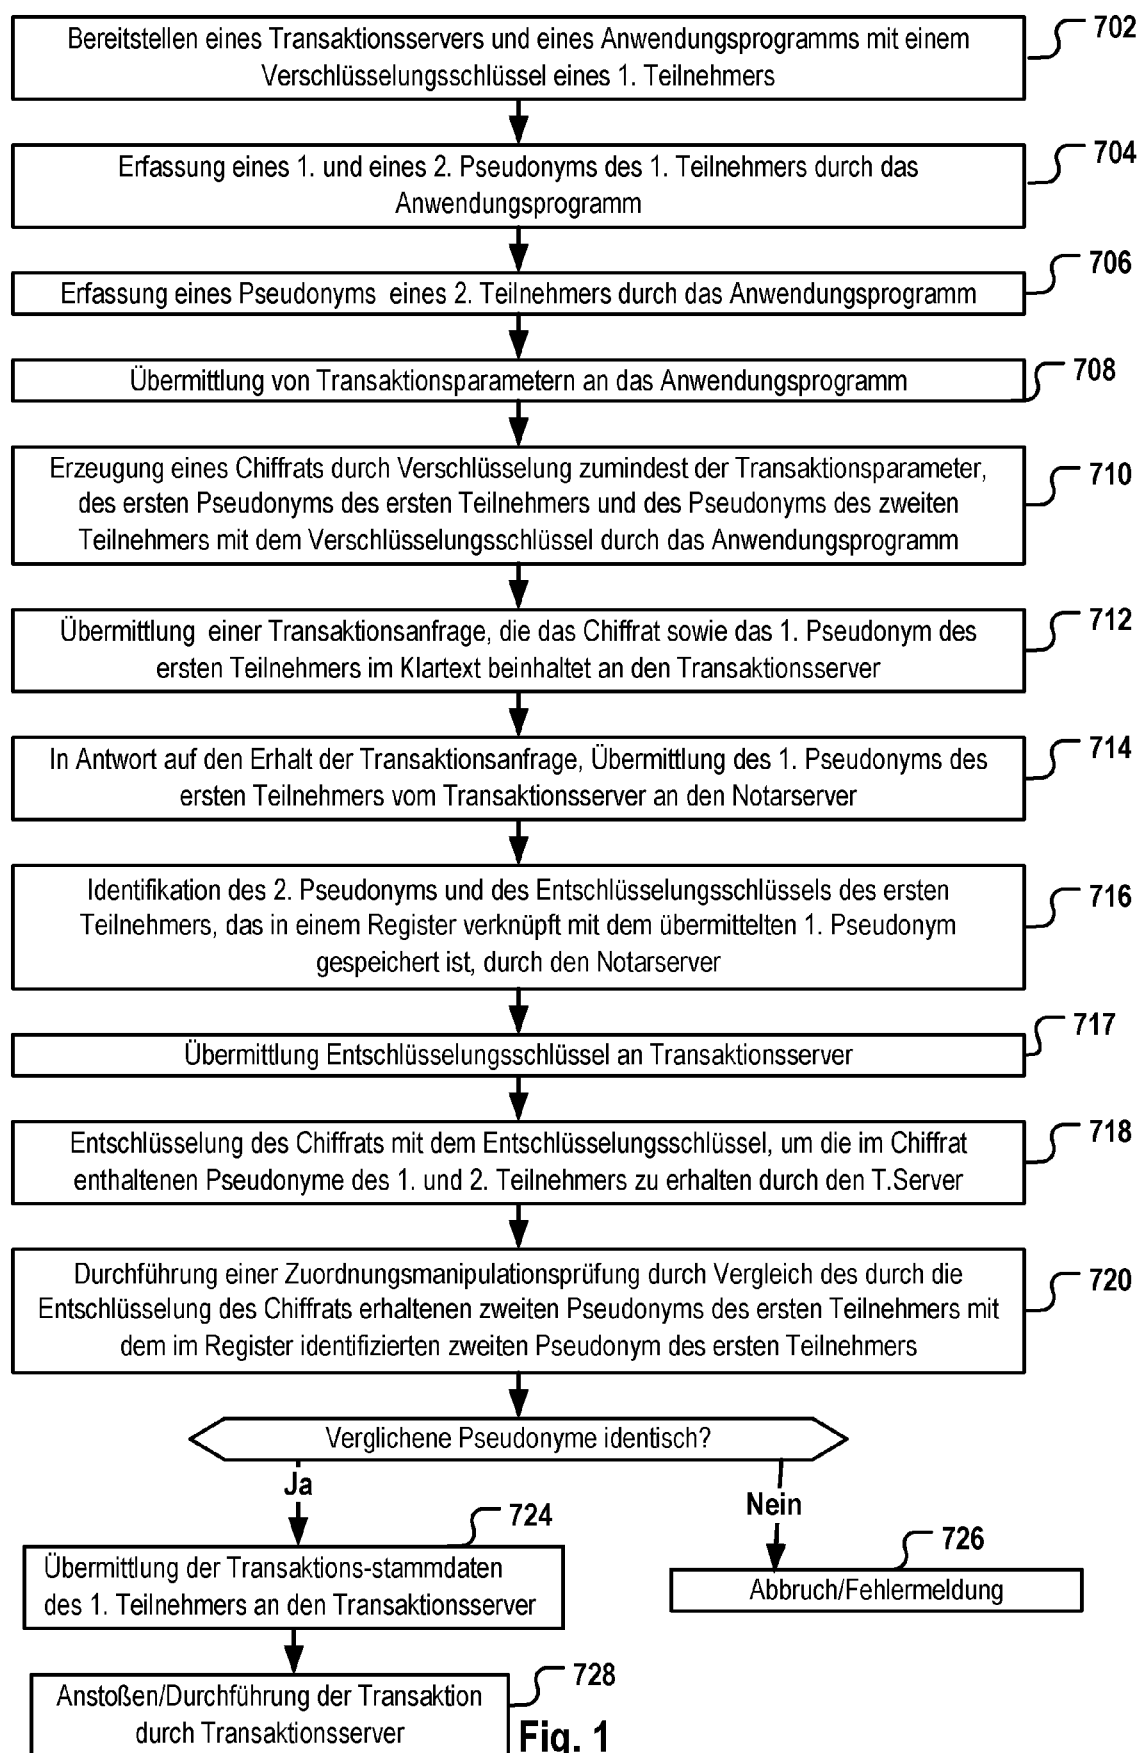 Bereitstellen eines Transaktionsservers und eines Anwendungsprogramms mit einem
Verschlüsselungsschlüssel eines 1. Teilnehmers
702
Erfassung eines 1. und eines 2. Pseudonyms des 1. Teilnehmers durch das
Anwendungsprogramm
704
Erfassung eines Pseudonyms eines 2. Teilnehmers durch das Anwendungsprogramm
706
Übermittlung von Transaktionsparametern an das Anwendungsprogramm
708
Erzeugung eines Chiffrats durch Verschlüsselung zumindest der Transaktionsparameter,
des ersten Pseudonyms des ersten Teilnehmers und des Pseudonyms des zweiten
Teilnehmers mit dem Verschlüsselungsschlüssel durch das Anwendungsprogramm
710
Übermittlung einer Transaktionsanfrage, die das Chiffrat sowie das 1. Pseudonym des
ersten Teilnehmers im Klartext beinhaltet an den Transaktionsserver
712
In Antwort auf den Erhalt der Transaktionsanfrage, Übermittlung des 1. Pseudonyms des
ersten Teilnehmers vom Transaktionsserver an den Notarserver
714
Identifikation des 2. Pseudonyms und des Entschlüsselungsschlüssels des ersten
Teilnehmers, das in einem Register verknüpft mit dem übermittelten 1. Pseudonym
gespeichert ist, durch den Notarserver
716
Übermittlung Entschlüsselungsschlüssel an Transaktionsserver
717
Entschlüsselung des Chiffrats mit dem Entschlüsselungsschlüssel, um die im Chiffrat
enthaltenen Pseudonyme des 1. und 2. Teilnehmers zu erhalten durch den T.Server
718
Durchführung einer Zuordnungsmanipulationsprüfung durch Vergleich des durch die
Entschlüsselung des Chiffrats erhaltenen zweiten Pseudonyms des ersten Teilnehmers mit
dem im Register identifizierten zweiten Pseudonym des ersten Teilnehmers
720
Verglichene Pseudonyme identisch?
Ja
Nein
724
Übermittlung der Transaktions-stammdaten
des 1. Teilnehmers an den Transaktionsserver
726
Abbruch/Fehlermeldung
728
Anstoßen/Durchführung der Transaktion
durch Transaktionsserver
Fig. 1